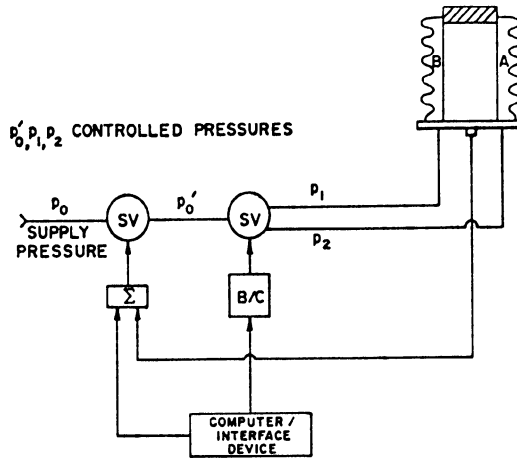 B A
p₀′, p₁, p₂ CONTROLLED PRESSURES
p₀ SV p₀′ SV p₁
p₂
SUPPLY
PRESSURE
Σ B/C
COMPUTER /
INTERFACE
DEVICE